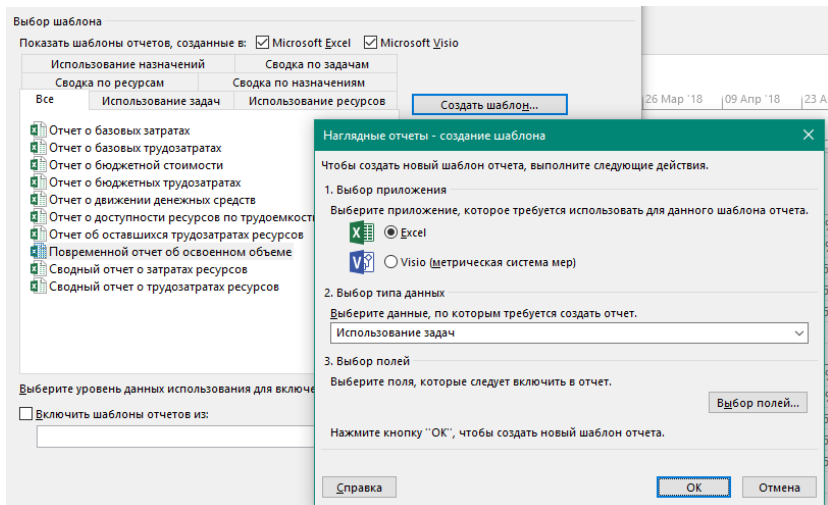 Выбор шаблона
Показать шаблоны отчетов, созданные в: Microsoft Excel Microsoft Visio
Использование назначений Сводка по задачам
Сводка по ресурсам Сводка по назначениям
Все Использование задач Использование ресурсов
Создать шаблон...
Отчет о базовых затратах
Отчет о базовых трудозатратах
Отчет о бюджетной стоимости
Отчет о бюджетных трудозатратах
Отчет о движении денежных средств
Отчет о доступности ресурсов по трудоемкост
Отчет об оставшихся трудозатратах ресурсов
Повременной отчет об освоенном объеме
Сводный отчет о затратах ресурсов
Сводный отчет о трудозатратах ресурсов
Выберите уровень данных использования для включе
Включить шаблоны отчетов из:
26 Мар '18 09 Апр '18 23 А
Наглядные отчеты - создание шаблона
Чтобы создать новый шаблон отчета, выполните следующие действия.
1. Выбор приложения
Выберите приложение, которое требуется использовать для данного шаблона отчета.
Excel
Visio (метрическая система мер)
2. Выбор типа данных
Выберите данные, по которым требуется создать отчет.
Использование задач
3. Выбор полей
Выберите поля, которые следует включить в отчет.
Выбор полей...
Нажмите кнопку "ОК", чтобы создать новый шаблон отчета.
Справка ОК Отмена